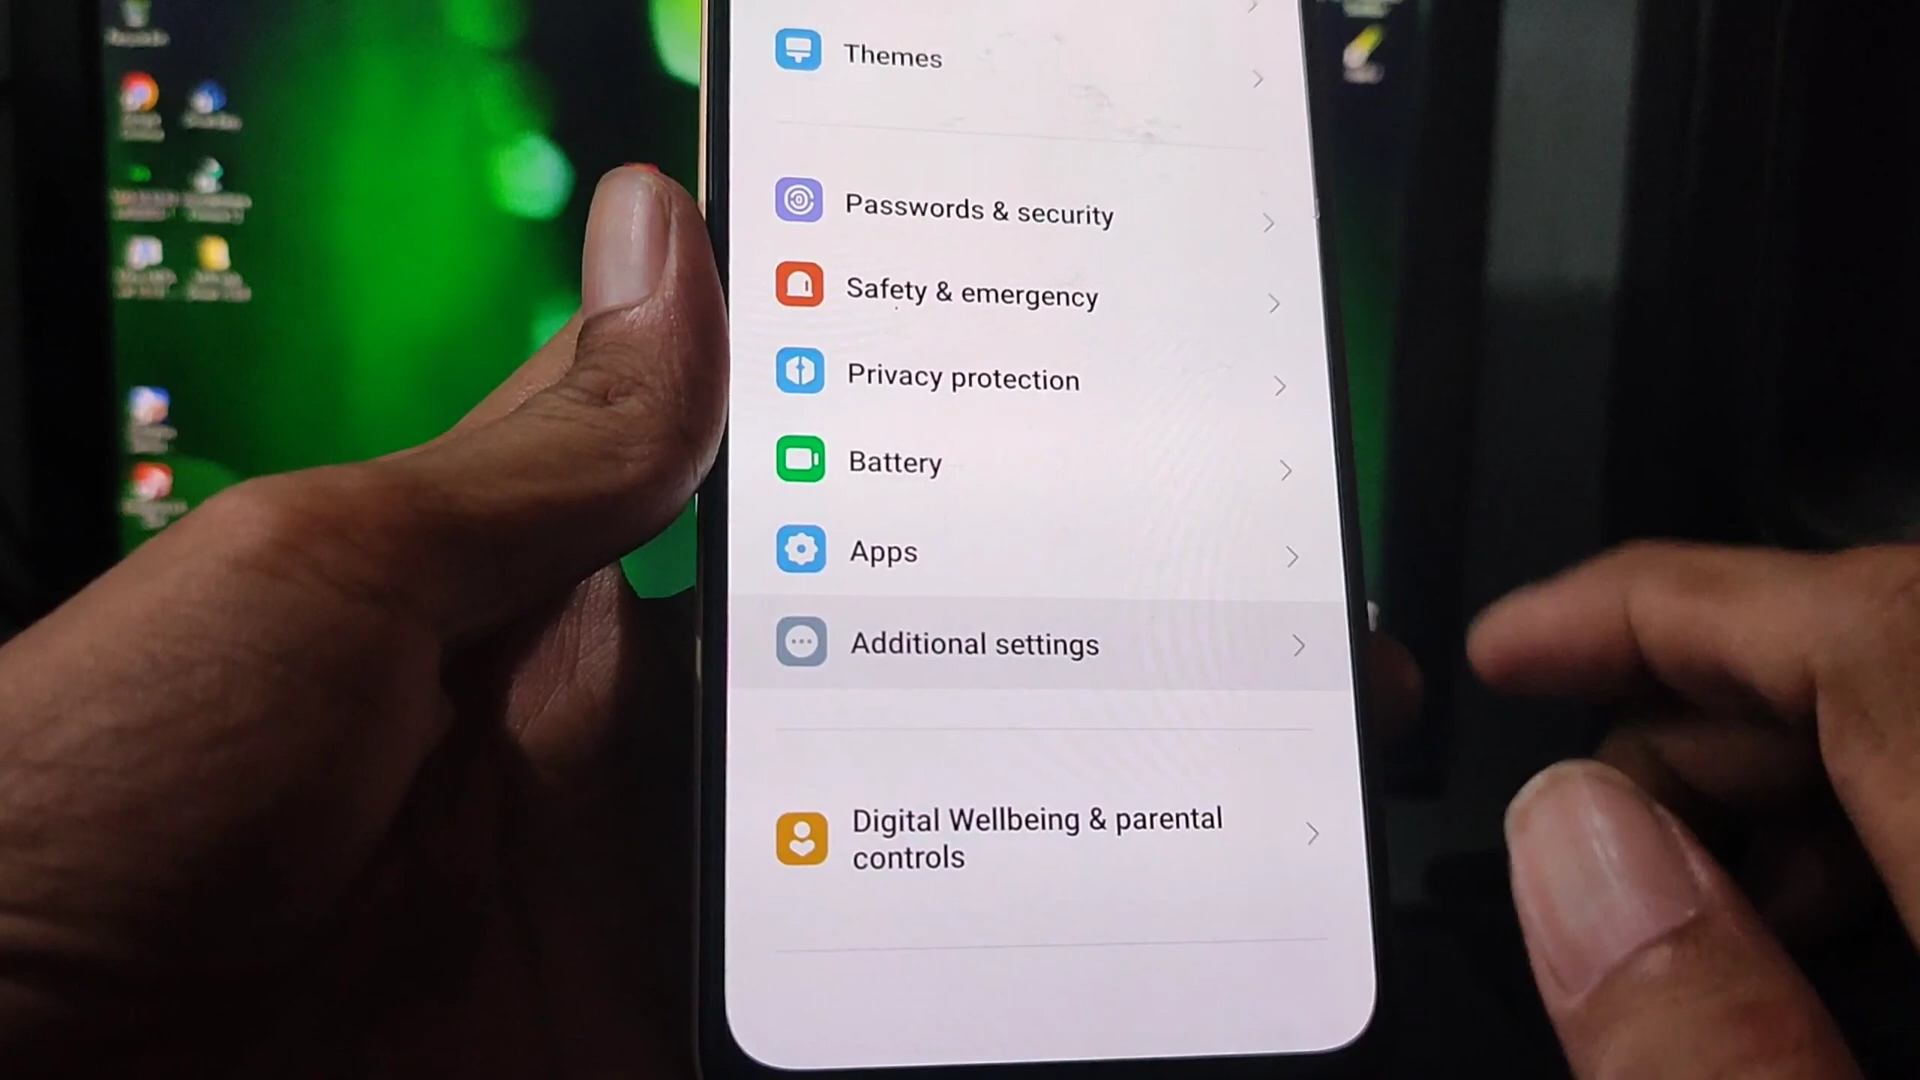 Themes
Passwords & security
Safety & emergency
Privacy protection
Battery
Apps
Additional settings
Digital Wellbeing & parental
controls